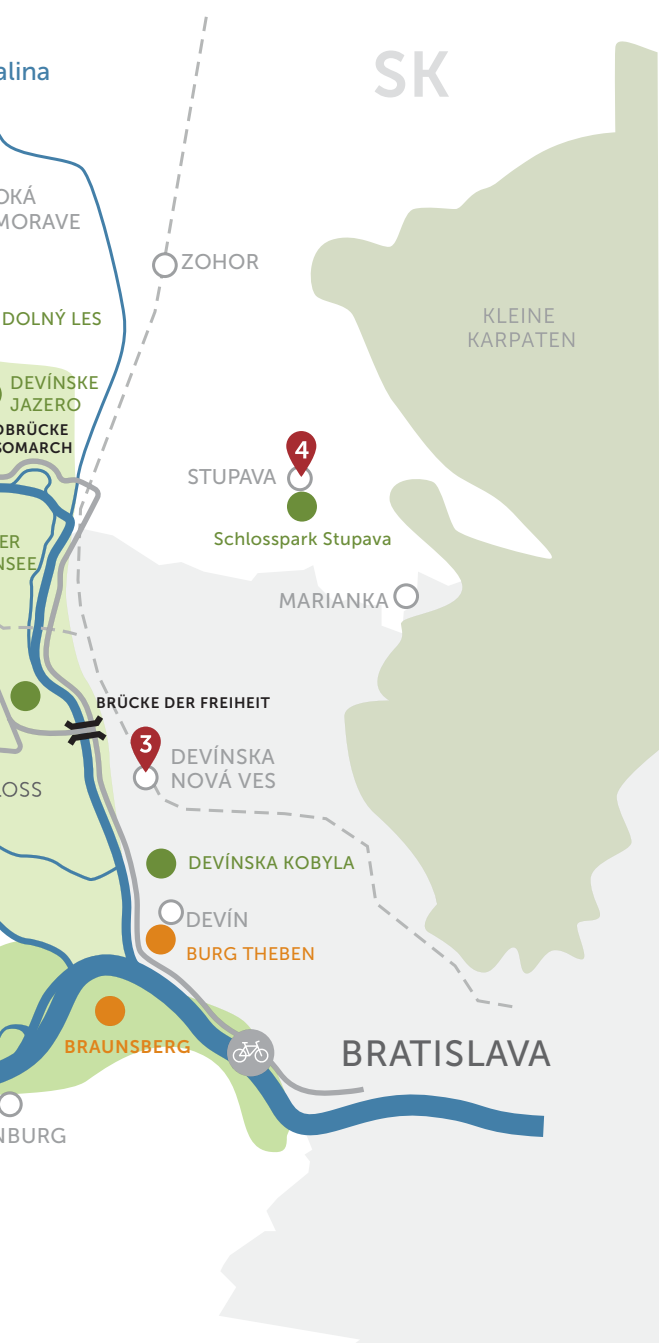 SK
alina
OKÁ
MORAVE
ZOHOR
DOLNÝ LES
KLEINE
KARPATEN
DEVÍNSKE
JAZERO
OBRÜCKE
SOMARCH
4
STUPAVA
Schlosspark Stupava
ER
NSEE
MARIANKA
BRÜCKE DER FREIHEIT
3
DEVÍNSKA
NOVÁ VES
LOSS
DEVÍNSKA KOBYLA
DEVÍN
BURG THEBEN
BRAUNSBERG
BRATISLAVA
NBURG